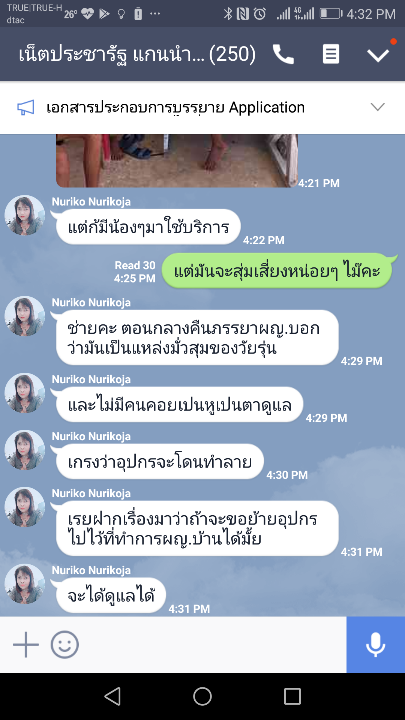 TRUE|TRUE-H
dtac
26°
4G
4:32 PM
เน็ตประชารัฐ แกนนำ... (250)
เอกสารประกอบการบรรยาย Application
4:21 PM
Nuriko Nurikoja
แต่ก้มีน้องๆมาใช้บริการ
4:22 PM
Read 30
4:25 PM
แต่มันจะสุ่มเสี่ยงหน่อยๆ ไม๊คะ
Nuriko Nurikoja
ช่ายคะ ตอนกลางคืนภรรยาผญ.บอก
ว่ามันเป็นแหล่งมั่วสุมของวัยรุ่น
4:29 PM
Nuriko Nurikoja
และไม่มีคนคอยเปนหูเปนตาดูแล
4:29 PM
Nuriko Nurikoja
เกรงว่าอุปกรจะโดนทำลาย
4:30 PM
Nuriko Nurikoja
เรยฝากเรื่องมาว่าถ้าจะขอย้ายอุปกร
ไปไว้ที่ทำการผญ.บ้านได้มั้ย
4:31 PM
Nuriko Nurikoja
จะได้ดูแลได้
4:31 PM